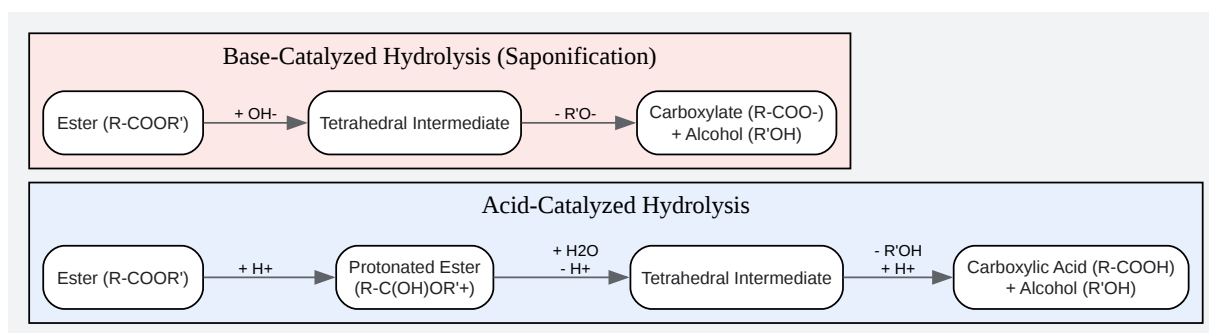 Base-Catalyzed Hydrolysis (Saponification)
Ester (R-COOR')
+ OH-
Tetrahedral Intermediate
- R'O-
Carboxylate (R-COO-)
+ Alcohol (R'OH)
Acid-Catalyzed Hydrolysis
Ester (R-COOR')
+ H+
Protonated Ester
(R-C(OH)OR'+)
+ H2O
- H+
Tetrahedral Intermediate
- R'OH
+ H+
Carboxylic Acid (R-COOH)
+ Alcohol (R'OH)